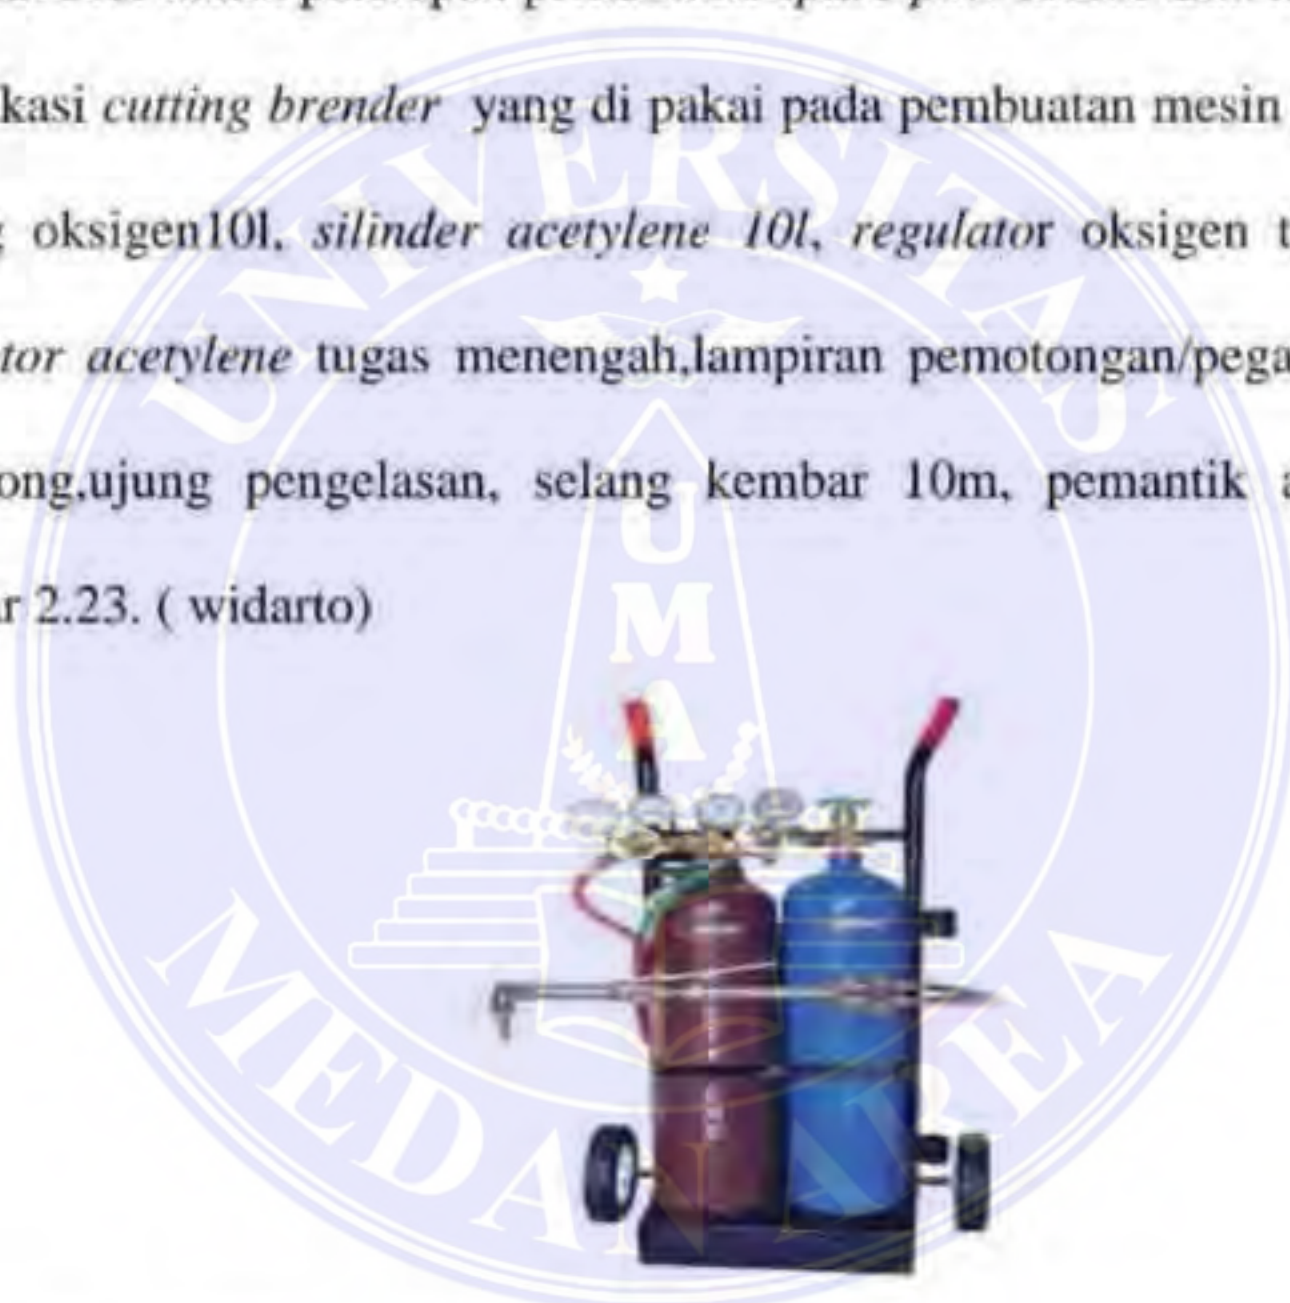 kasi cutting brender yang di pakai pada pembuatan mesin
oksigen10l, silinder acetylene 10l, regulator oksigen t
tor acetylene tugas menengah,lampiran pemotongan/pega
ong,ujung pengelasan, selang kembar 10m, pemantik a
r 2.23. ( widarto)
UNIVERSITAS
UMA
MEDAN AREA